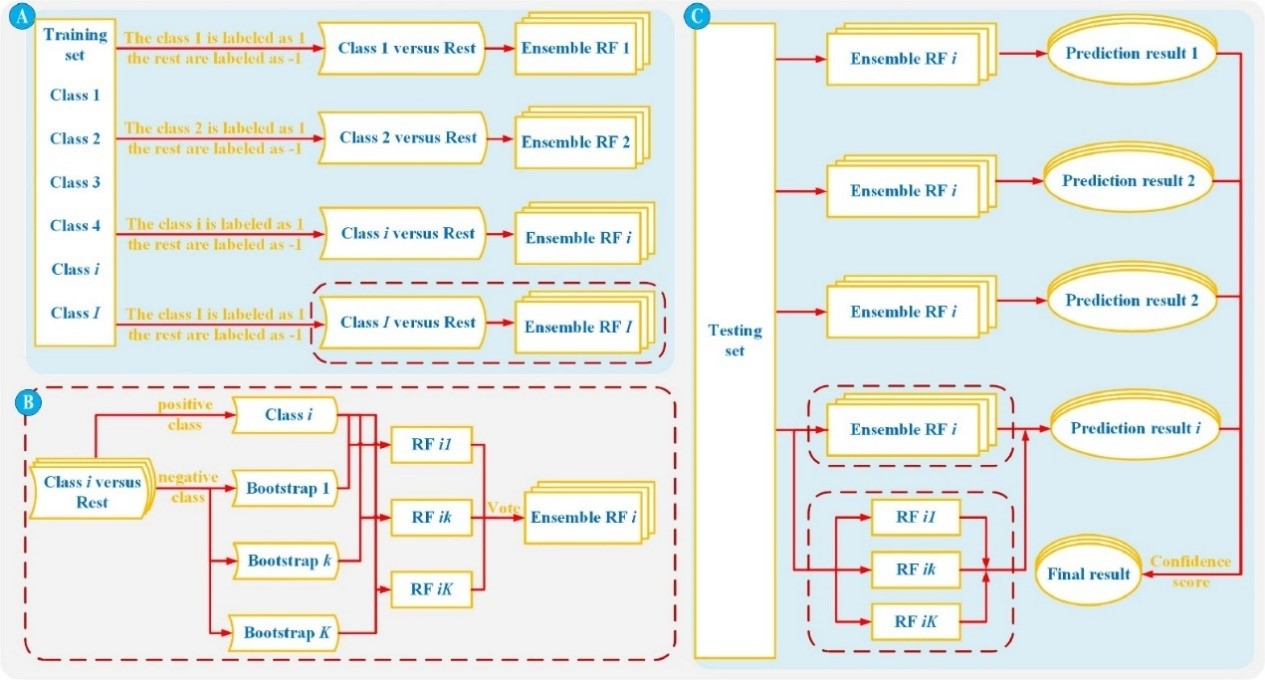 A
Training
set
Class 1
Class 2
Class 3
Class 4
Class i
Class I
The class 1 is labeled as 1
the rest are labeled as -1
Class 1 versus Rest
Ensemble RF 1
The class 2 is labeled as 1
the rest are labeled as -1
Class 2 versus Rest
Ensemble RF 2
The class i is labeled as 1
the rest are labeled as -1
Class i versus Rest
Ensemble RF i
The class I is labeled as 1
the rest are labeled as -1
Class I versus Rest
Ensemble RF I
B
Class i versus
Rest
positive
class
negative
class
Class i
Bootstrap 1
Bootstrap k
Bootstrap K
RF i1
RF ik
RF iK
Vote
Ensemble RF i
C
Testing
set
Ensemble RF i
Prediction result 1
Ensemble RF i
Prediction result 2
Ensemble RF i
Prediction result 2
Ensemble RF i
Prediction result i
RF i1
RF ik
RF iK
Final result
Confidence
score